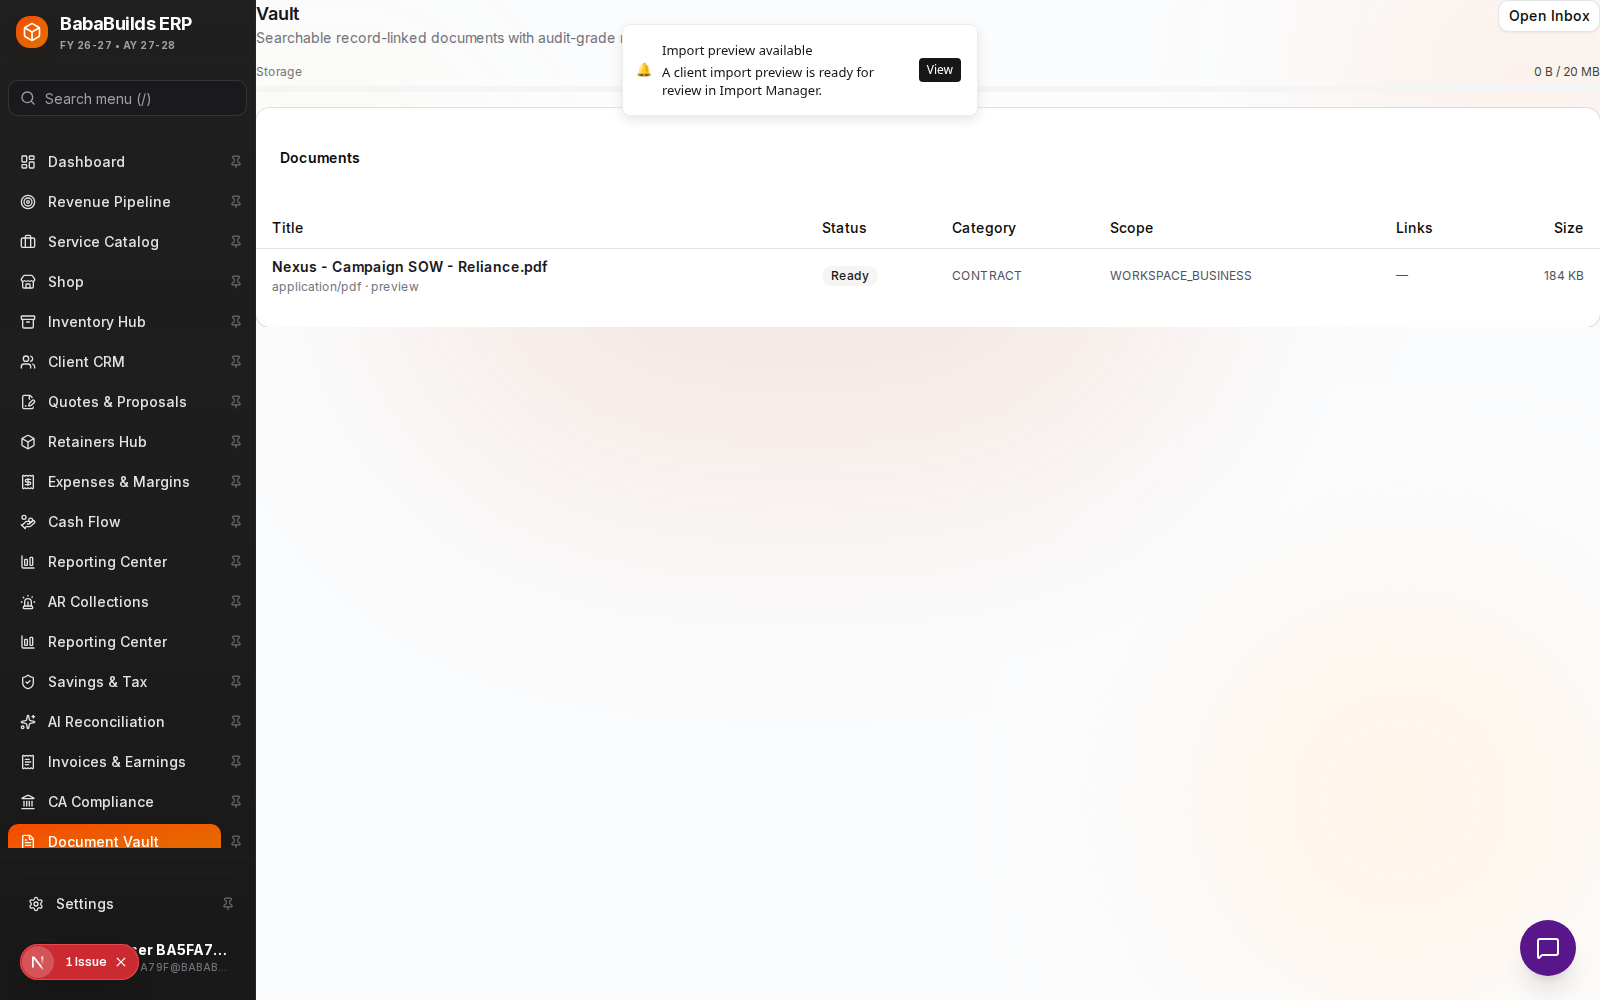 BabaBuilds ERP
FY 26-27 • AY 27-28
Search menu (/)
Dashboard
Revenue Pipeline
Service Catalog
Shop
Inventory Hub
Client CRM
Quotes & Proposals
Retainers Hub
Expenses & Margins
Cash Flow
Reporting Center
AR Collections
Reporting Center
Savings & Tax
AI Reconciliation
Invoices & Earnings
CA Compliance
Document Vault
Settings
1 Issue
Vault
Open Inbox
Searchable record-linked documents with audit-grade
Storage
0 B / 20 MB
Import preview available
A client import preview is ready for
review in Import Manager.
View
Documents
Title Status Category Scope Links Size
Nexus - Campaign SOW - Reliance.pdf
application/pdf · preview
Ready CONTRACT WORKSPACE_BUSINESS — 184 KB